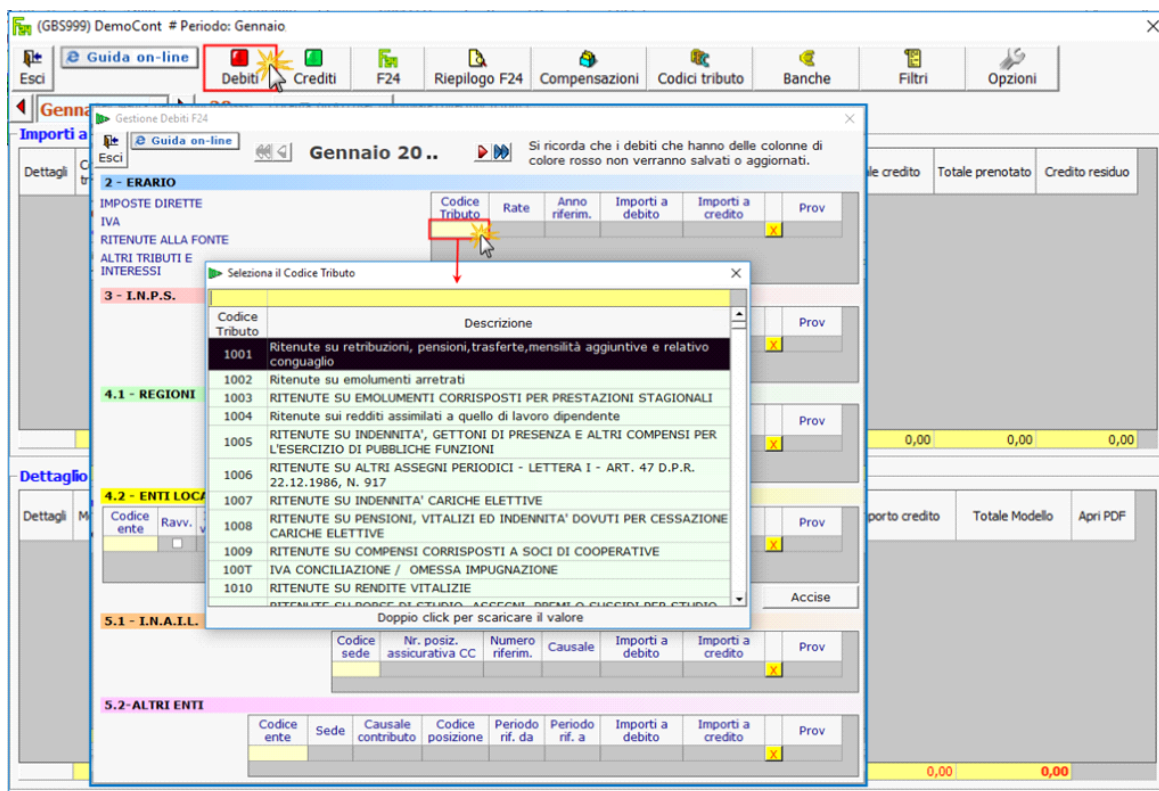 (GBS999) DemoCont # Periodo: Gennaio
Esci
Guida on-line
Debiti
Crediti
F24
Riepilogo F24
Compensazioni
Codici tributo
Banche
Filtri
Opzioni
Importi a
Dettagli
le credito
Totale prenotato
Credito residuo
0,00 0,00 0,00
Dettaglio
Dettagli
porto credito
Totale Modello
Apri PDF
0,00 0,00
Gestione Debiti F24
Esci
Guida on-line
Gennaio 20 ..
Si ricorda che i debiti che hanno delle colonne di
colore rosso non verranno salvati o aggiornati.
2 - ERARIO
IMPOSTE DIRETTE
IVA
RITENUTE ALLA FONTE
ALTRI TRIBUTI E
INTERESSI
Codice Tributo
Rate
Anno riferim.
Importi a debito
Importi a credito
Prov
X
3 - I.N.P.S.
Prov
X
4.1 - REGIONI
Prov
X
4.2 - ENTI LOCA
Codice ente
Ravv.
Prov
X
Accise
Seleziona il Codice Tributo
Codice Tributo
Descrizione
1001 Ritenute su retribuzioni, pensioni,trasferte,mensilità aggiuntive e relativo
conguaglio
1002 Ritenute su emolumenti arretrati
1003 RITENUTE SU EMOLUMENTI CORRISPOSTI PER PRESTAZIONI STAGIONALI
1004 Ritenute sui redditi assimilati a quello di lavoro dipendente
1005 RITENUTE SU INDENNITA', GETTONI DI PRESENZA E ALTRI COMPENSI PER
L'ESERCIZIO DI PUBBLICHE FUNZIONI
1006 RITENUTE SU ALTRI ASSEGNI PERIODICI - LETTERA I - ART. 47 D.P.R.
22.12.1986, N. 917
1007 RITENUTE SU INDENNITA' CARICHE ELETTIVE
1008 RITENUTE SU PENSIONI, VITALIZI ED INDENNITA' DOVUTI PER CESSAZIONE
CARICHE ELETTIVE
1009 RITENUTE SU COMPENSI CORRISPOSTI A SOCI DI COOPERATIVE
100T IVA CONCILIAZIONE / OMESSA IMPUGNAZIONE
1010 RITENUTE SU RENDITE VITALIZIE
RITENUTE SU BORSE DI STUDIO, ASSEGNI, PREMI O SUSSIDI PER STUDIO
Doppio click per scaricare il valore
5.1 - I.N.A.I.L.
Codice sede
Nr. posiz. assicurativa CC
Numero riferim.
Causale
Importi a debito
Importi a credito
Prov
X
5.2-ALTRI ENTI
Codice ente
Sede
Causale contributo
Codice posizione
Periodo rif. da
Periodo rif. a
Importi a debito
Importi a credito
Prov
X